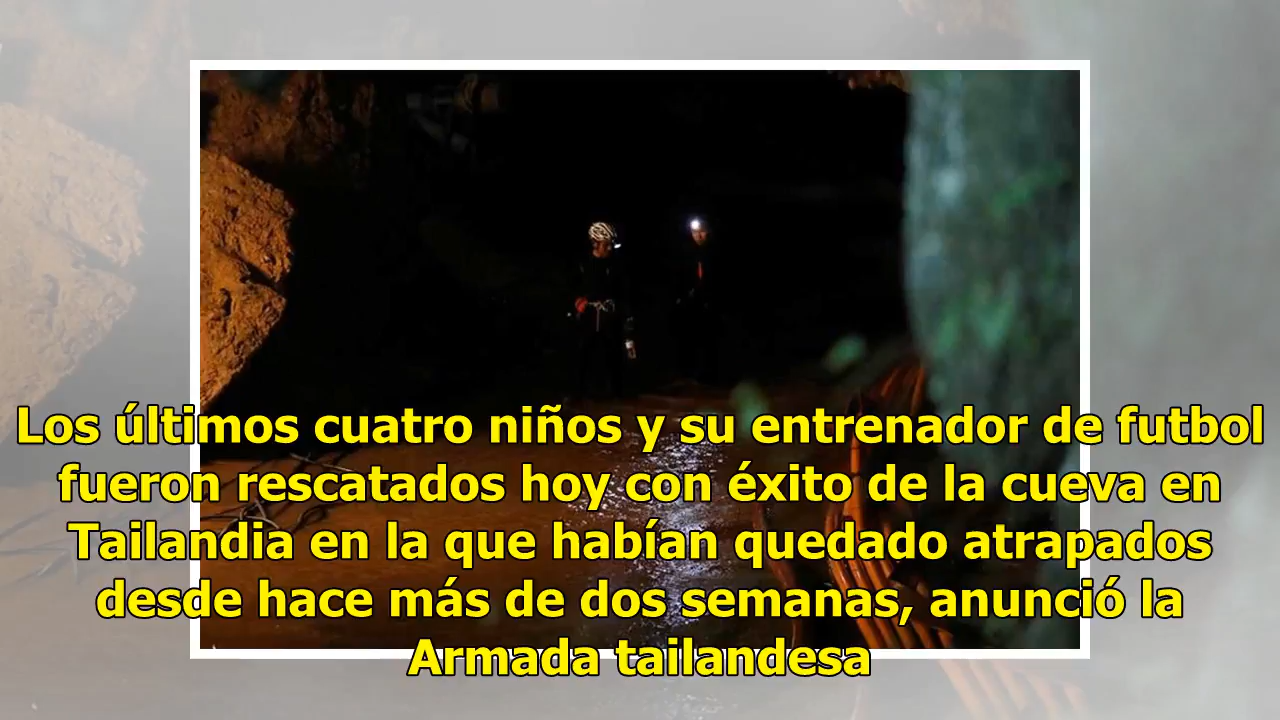 Los últimos cuatro niños y su entrenador de futbol
fueron rescatados hoy con éxito de la cueva en
Tailandia en la que habían quedado atrapados
desde hace más de dos semanas, anunció la
Armada tailandesa